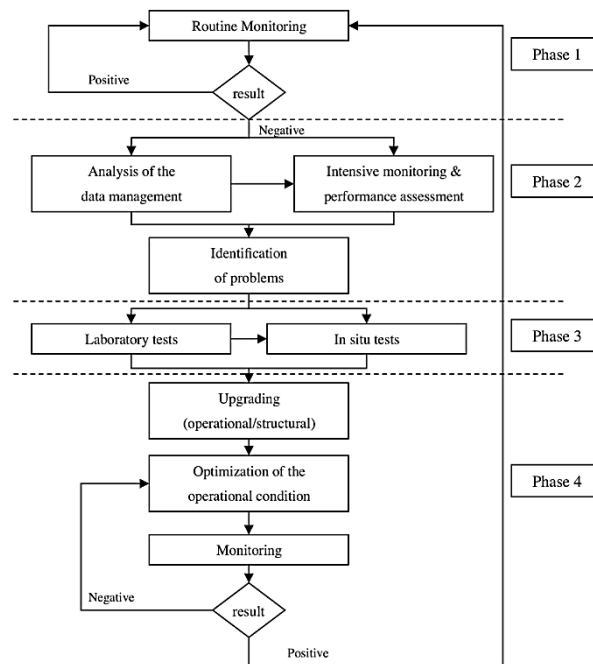 Routine Monitoring
Phase 1
Positive
result
Negative
Analysis of the
data management
Intensive monitoring &
performance assessment
Phase 2
Identification
of problems
Laboratory tests
In situ tests
Phase 3
Upgrading
(operational/structural)
Optimization of the
operational condition
Phase 4
Monitoring
Negative
result
Positive